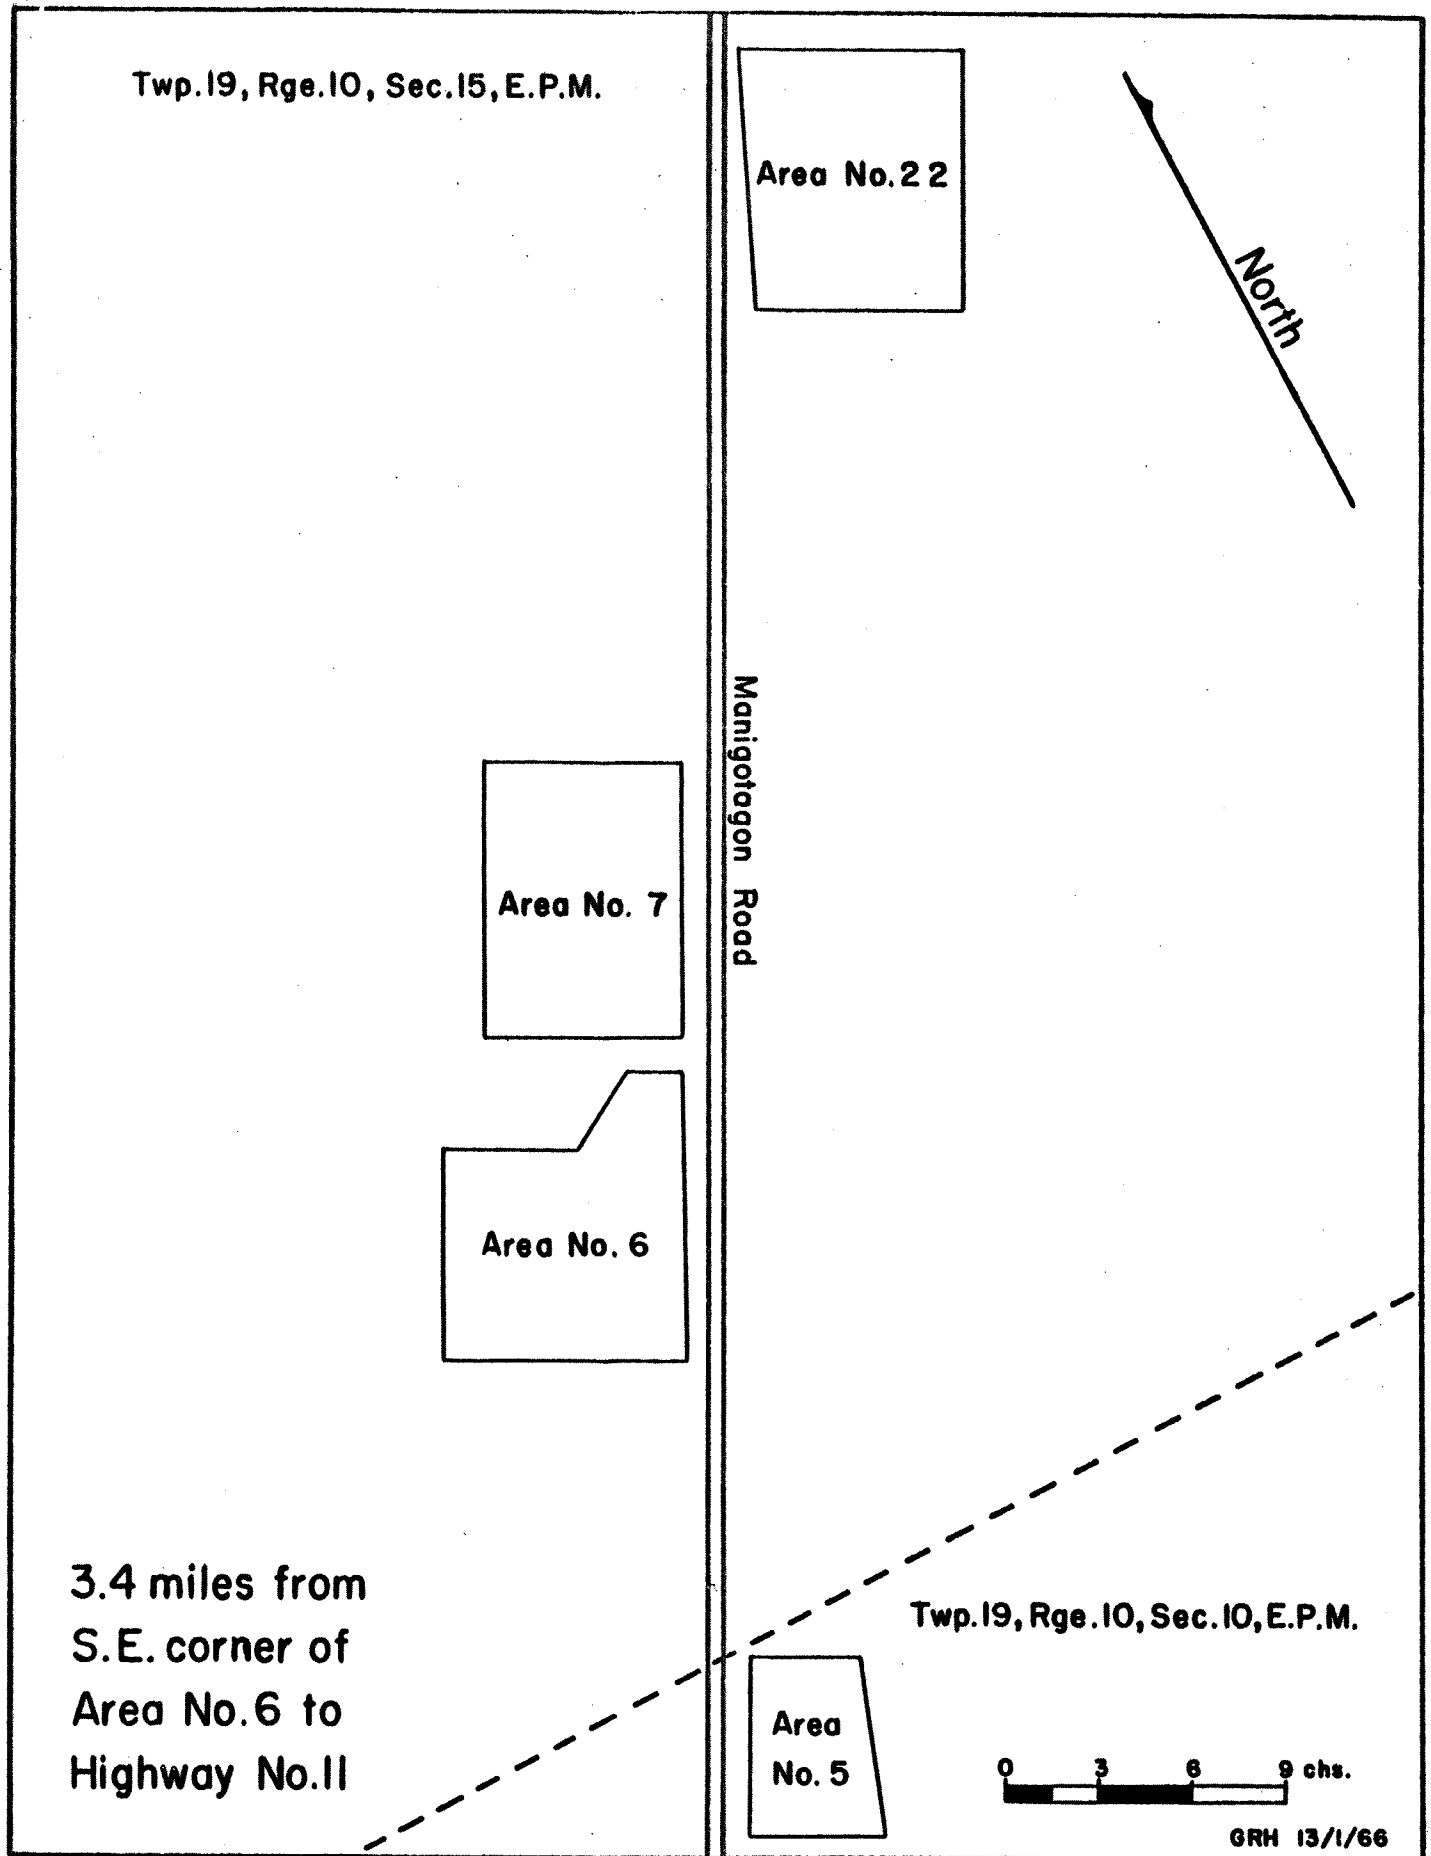 Twp.19, Rge.10, Sec.15, E.P.M.
Area No.22
North
Manigotagon Road
Area No. 7
Area No. 6
3.4 miles from
S.E. corner of
Area No.6 to
Highway No.11
Twp.19, Rge.10, Sec.10, E.P.M.
Area
No. 5
0 3 6 9 chs.
GRH 13/1/66